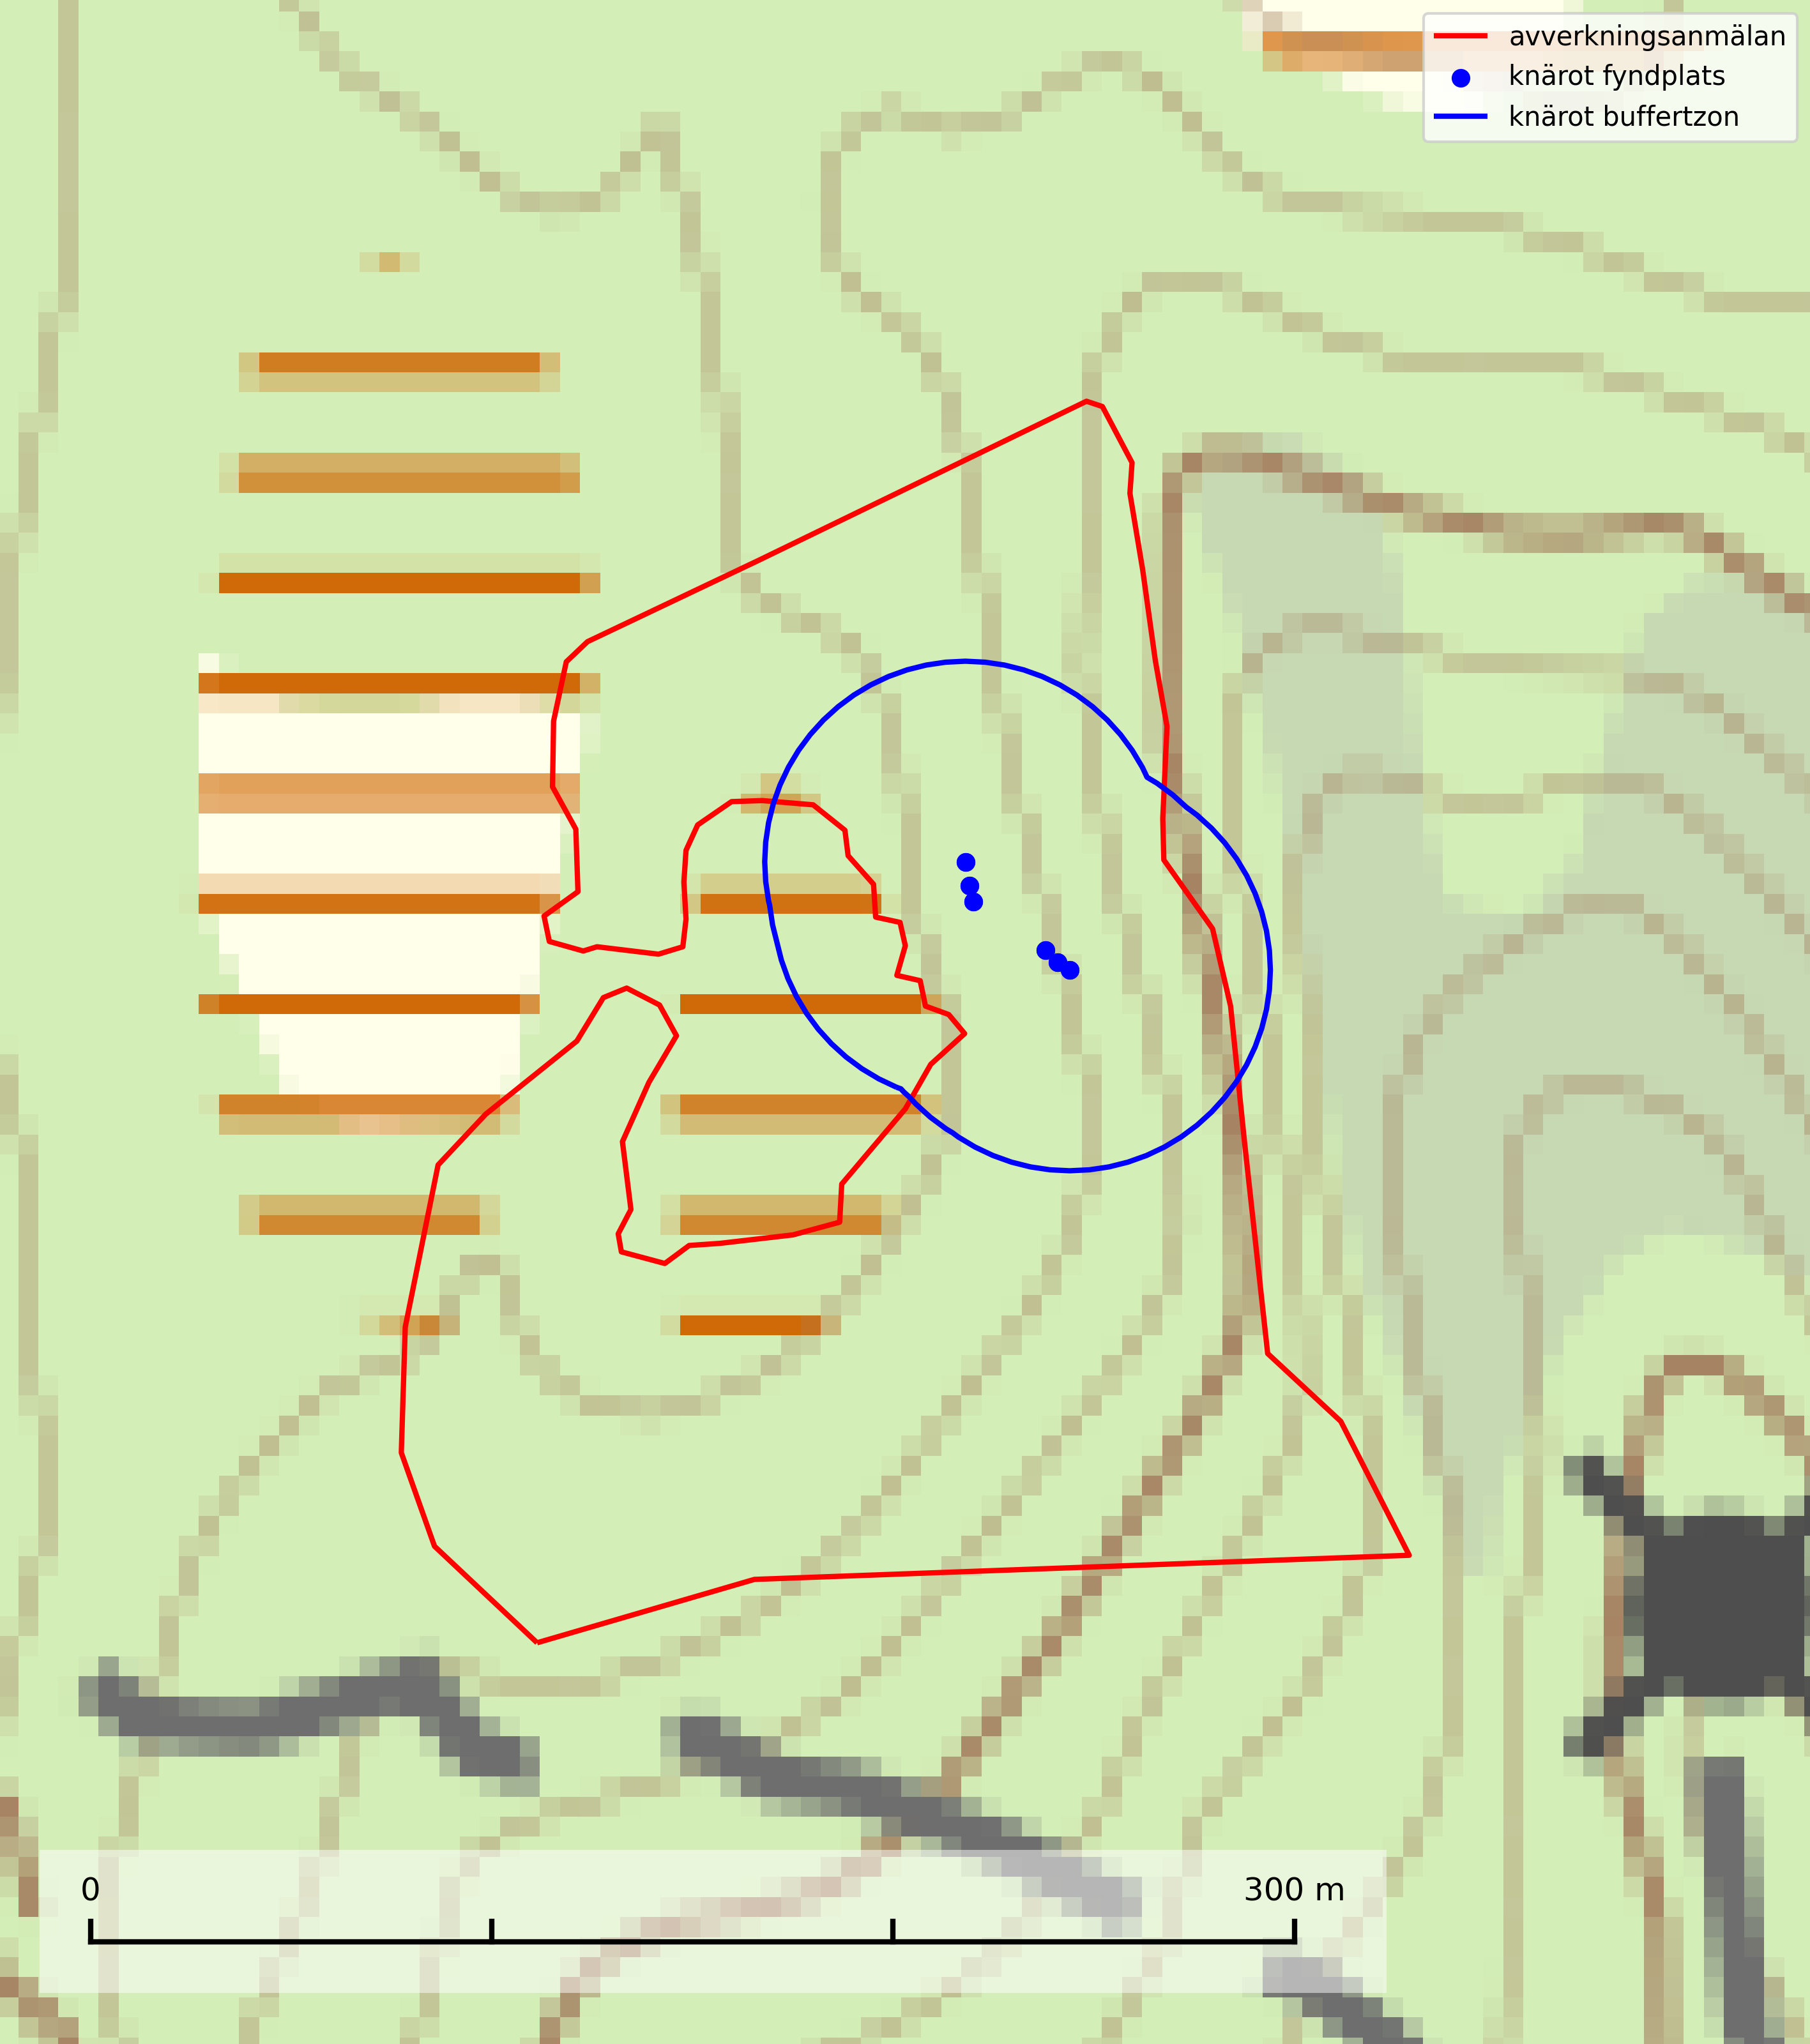 avverkningsanmälan
knärot fyndplats
knärot buffertzon
0 300 m